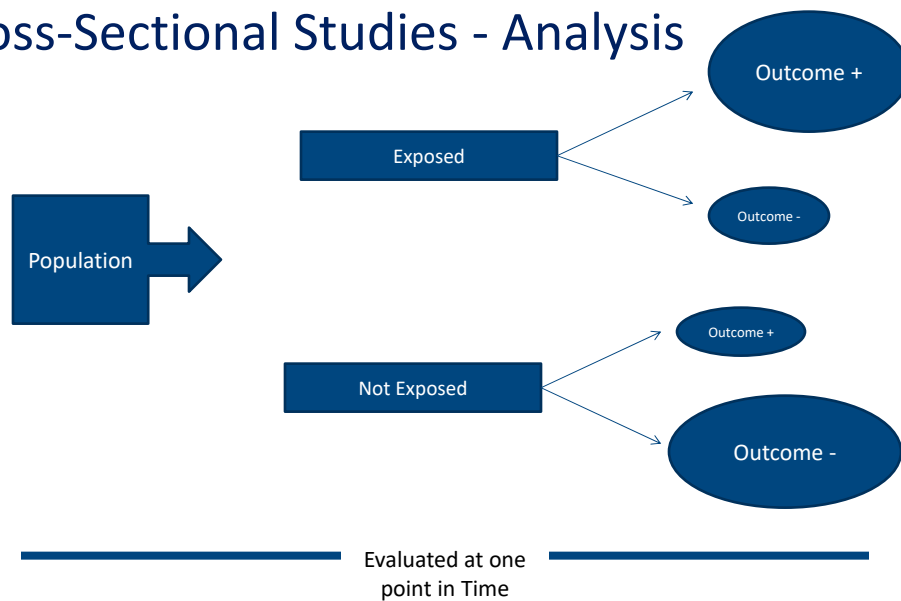 oss-Sectional Studies - Analysis
Outcome +
Exposed
Outcome -
Population
Outcome +
Not Exposed
Outcome -
Evaluated at one
point in Time